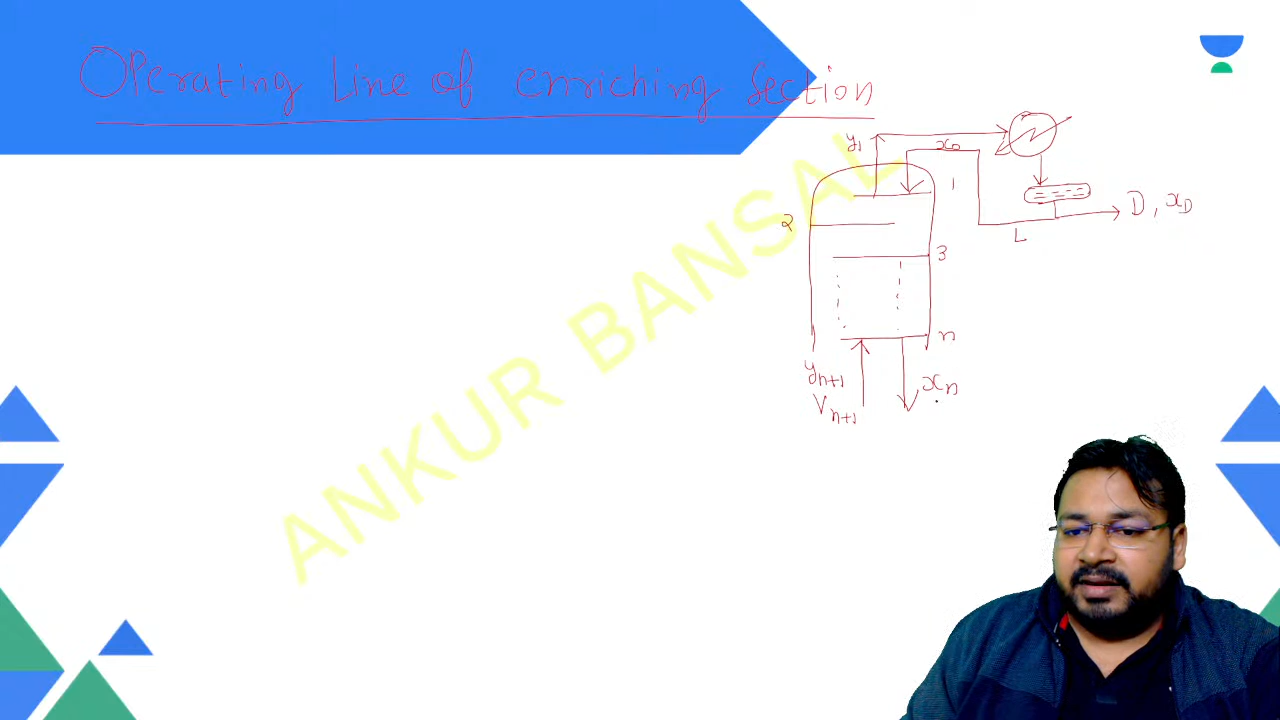 Operating Line of enriching Section
y1
x0
1
D, xD
2
L
3
n
yn+1
xn
Vn+1
ANKUR BANSAL